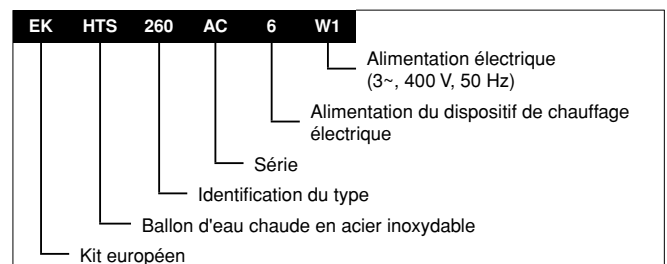 EK HTS 260 AC 6 W1
Alimentation électrique
(3~, 400 V, 50 Hz)
Alimentation du dispositif de chauffage
électrique
Série
Identification du type
Ballon d'eau chaude en acier inoxydable
Kit européen